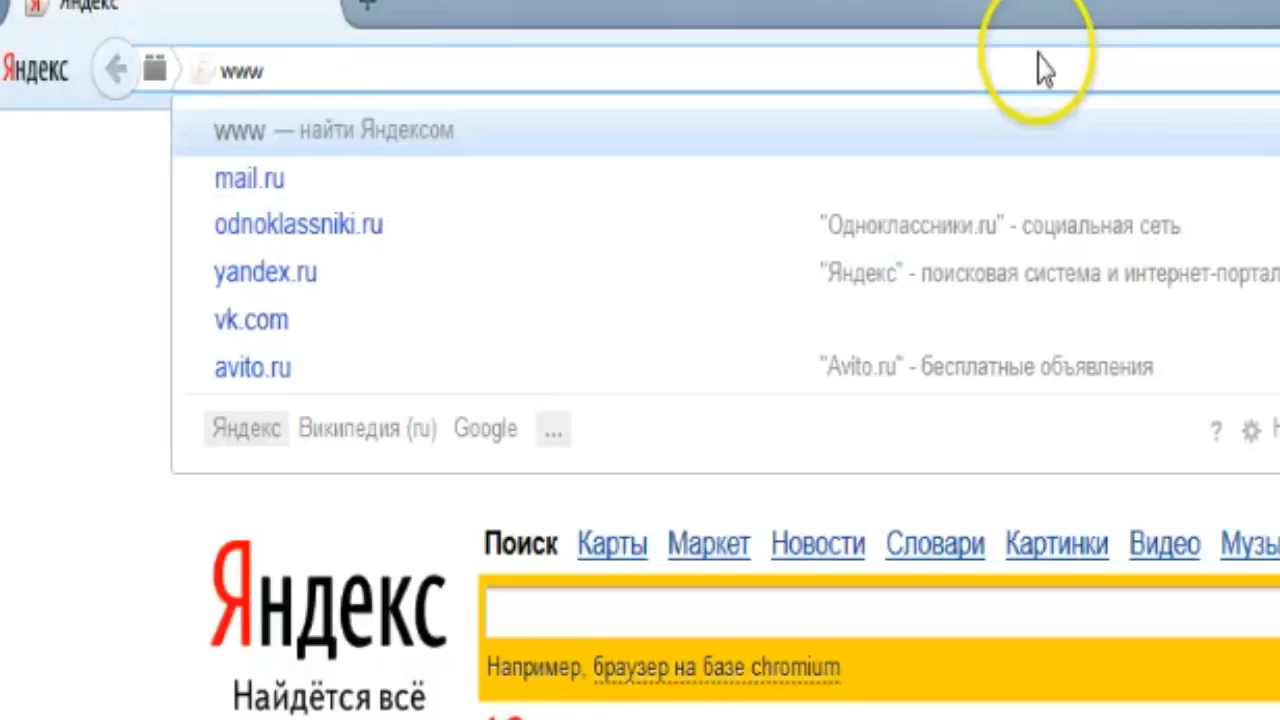 Яндекс
Яндекс www
www — найти Яндексом
mail.ru
odnoklassniki.ru "Одноклассники.ru" - социальная сеть
yandex.ru "Яндекс" - поисковая система и интернет-портал
vk.com
avito.ru "Avito.ru" - бесплатные объявления
Яндекс Википедия (ru) Google ... ?
Поиск Карты Маркет Новости Словари Картинки Видео
Яндекс
Например, браузер на базе chromium
Найдётся всё